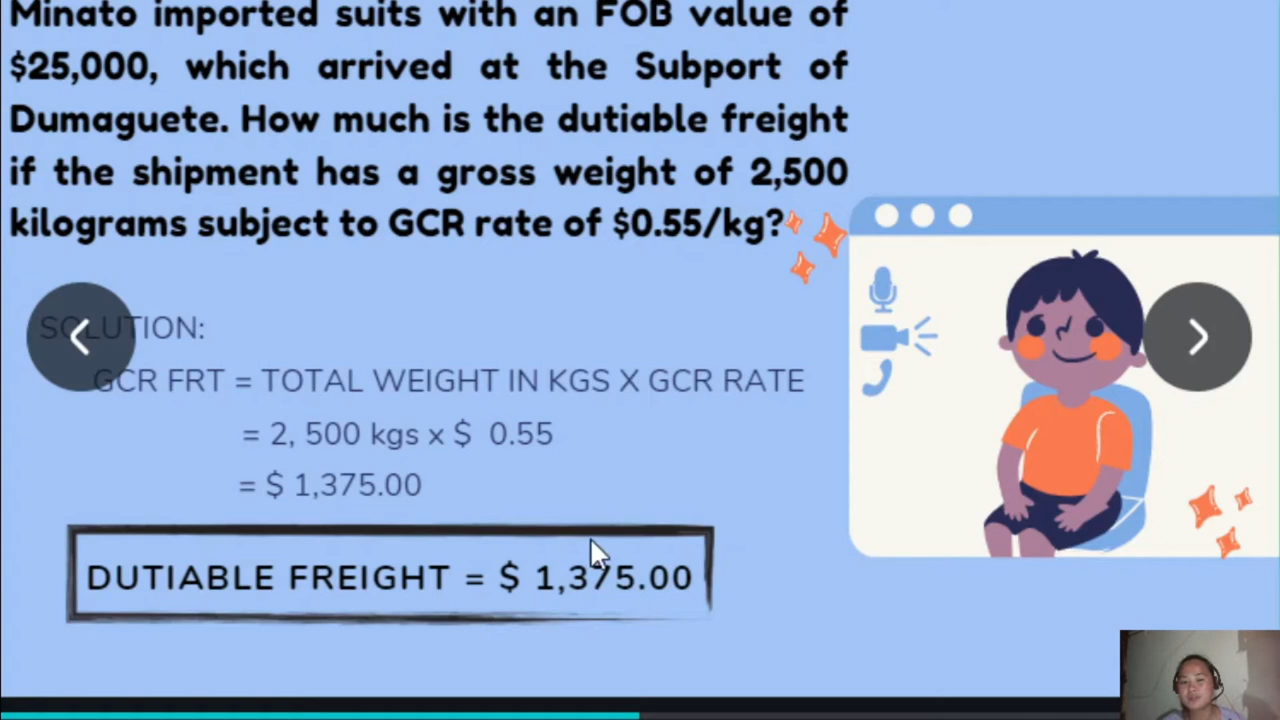 Minato imported suits with an FOB value of
$25,000, which arrived at the Subport of
Dumaguete. How much is the dutiable freight
if the shipment has a gross weight of 2,500
kilograms subject to GCR rate of $0.55/kg?
SOLUTION:
GCR FRT = TOTAL WEIGHT IN KGS X GCR RATE
= 2, 500 kgs x $ 0.55
= $ 1,375.00
DUTIABLE FREIGHT = $ 1,375.00